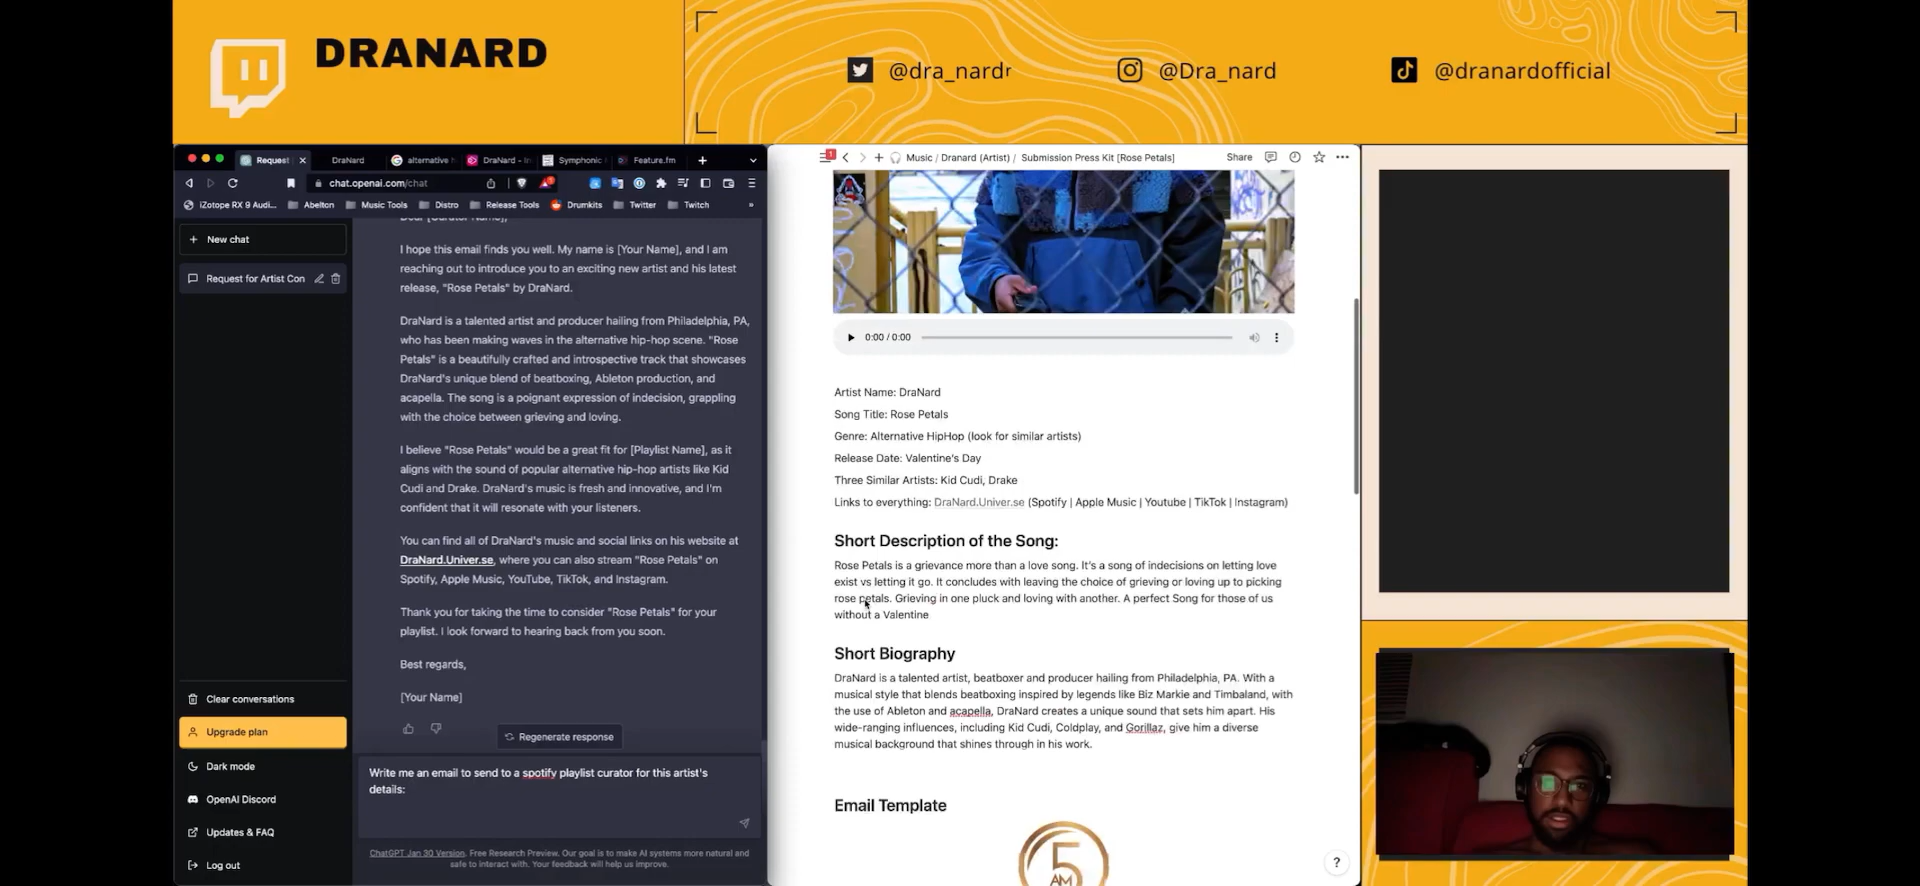 DRANARD
@dra_nardr
@Dra_nard
@dranardofficial
Request
DraNard
alternative h
DraNard - In
Symphonic
Feature.fm
chat.openai.com/chat
iZotope RX 9 Audi...
Abelton
Music Tools
Distro
Release Tools
Drumkits
Twitter
Twitch
»
New chat
Request for Artist Con
Clear conversations
Upgrade plan
Dark mode
OpenAI Discord
Updates & FAQ
Log out
Dear [Curator Name],
I hope this email finds you well. My name is [Your Name], and I am
reaching out to introduce you to an exciting new artist and his latest
release, "Rose Petals" by DraNard.
DraNard is a talented artist and producer hailing from Philadelphia, PA,
who has been making waves in the alternative hip-hop scene. "Rose
Petals" is a beautifully crafted and introspective track that showcases
DraNard's unique blend of beatboxing, Ableton production, and
acapella. The song is a poignant expression of indecision, grappling
with the choice between grieving and loving.
I believe "Rose Petals" would be a great fit for [Playlist Name], as it
aligns with the sound of popular alternative hip-hop artists like Kid
Cudi and Drake. DraNard's music is fresh and innovative, and I'm
confident that it will resonate with your listeners.
You can find all of DraNard's music and social links on his website at
DraNard.Univer.se, where you can also stream "Rose Petals" on
Spotify, Apple Music, YouTube, TikTok, and Instagram.
Thank you for taking the time to consider "Rose Petals" for your
playlist. I look forward to hearing back from you soon.
Best regards,
[Your Name]
Regenerate response
Write me an email to send to a spotify playlist curator for this artist's
details:
ChatGPT Jan 30 Version. Free Research Preview. Our goal is to make AI systems more natural and
safe to interact with. Your feedback will help us improve.
1
Music / Dranard (Artist) / Submission Press Kit [Rose Petals]
Share
0:00 / 0:00
Artist Name: DraNard
Song Title: Rose Petals
Genre: Alternative HipHop (look for similar artists)
Release Date: Valentine's Day
Three Similar Artists: Kid Cudi, Drake
Links to everything: DraNard.Univer.se (Spotify | Apple Music | Youtube | TikTok | Instagram)
Short Description of the Song:
Rose Petals is a grievance more than a love song. It's a song of indecisions on letting love
exist vs letting it go. It concludes with leaving the choice of grieving or loving up to picking
rose petals. Grieving in one pluck and loving with another. A perfect Song for those of us
without a Valentine
Short Biography
DraNard is a talented artist, beatboxer and producer hailing from Philadelphia, PA. With a
musical style that blends beatboxing inspired by legends like Biz Markie and Timbaland, with
the use of Ableton and acapella, DraNard creates a unique sound that sets him apart. His
wide-ranging influences, including Kid Cudi, Coldplay, and Gorillaz, give him a diverse
musical background that shines through in his work.
Email Template
5
AM
?